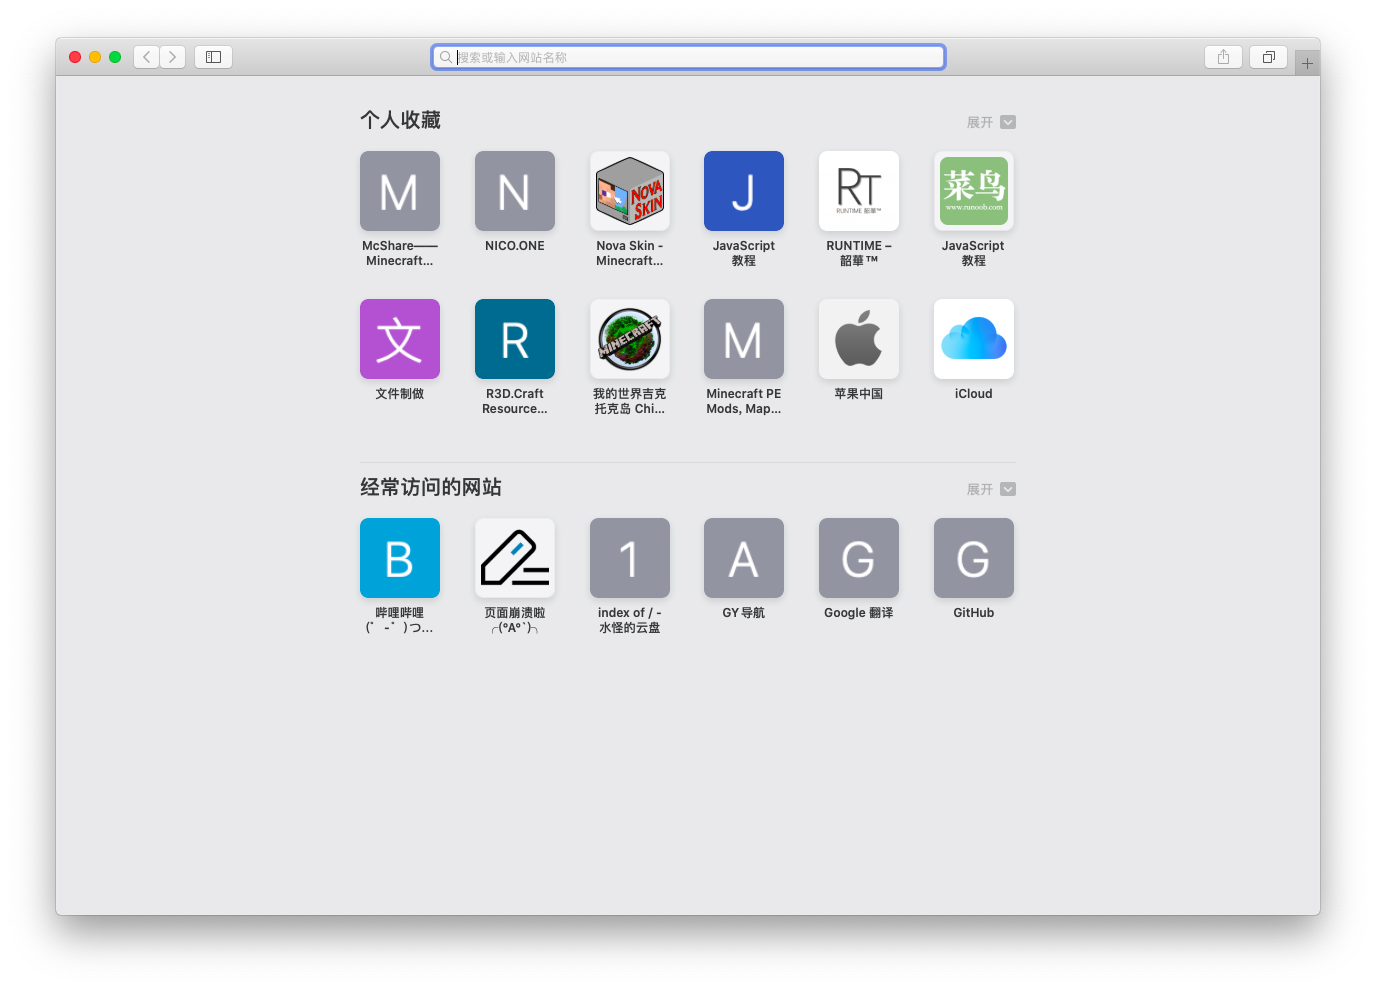 搜索或输入网站名称
个人收藏
展开
M
N
NOVA
SKIN
J
RT
RUNTIME 韶華™
菜鸟
www.runoob.com
McShare——
Minecraft...
NICO.ONE
Nova Skin -
Minecraft...
JavaScript
教程
RUNTIME –
韶華™
JavaScript
教程
文
R
MINECRAFT
M
文件制做
R3D.Craft
Resource...
我的世界吉克
托克岛 Chi...
Minecraft PE
Mods, Map...
苹果中国
iCloud
经常访问的网站
展开
B
1
A
G
G
哔哩哔哩
(゜-゜)つ...
页面崩溃啦
╭(°A°`)╮
index of / -
水怪的云盘
GY导航
Google 翻译
GitHub